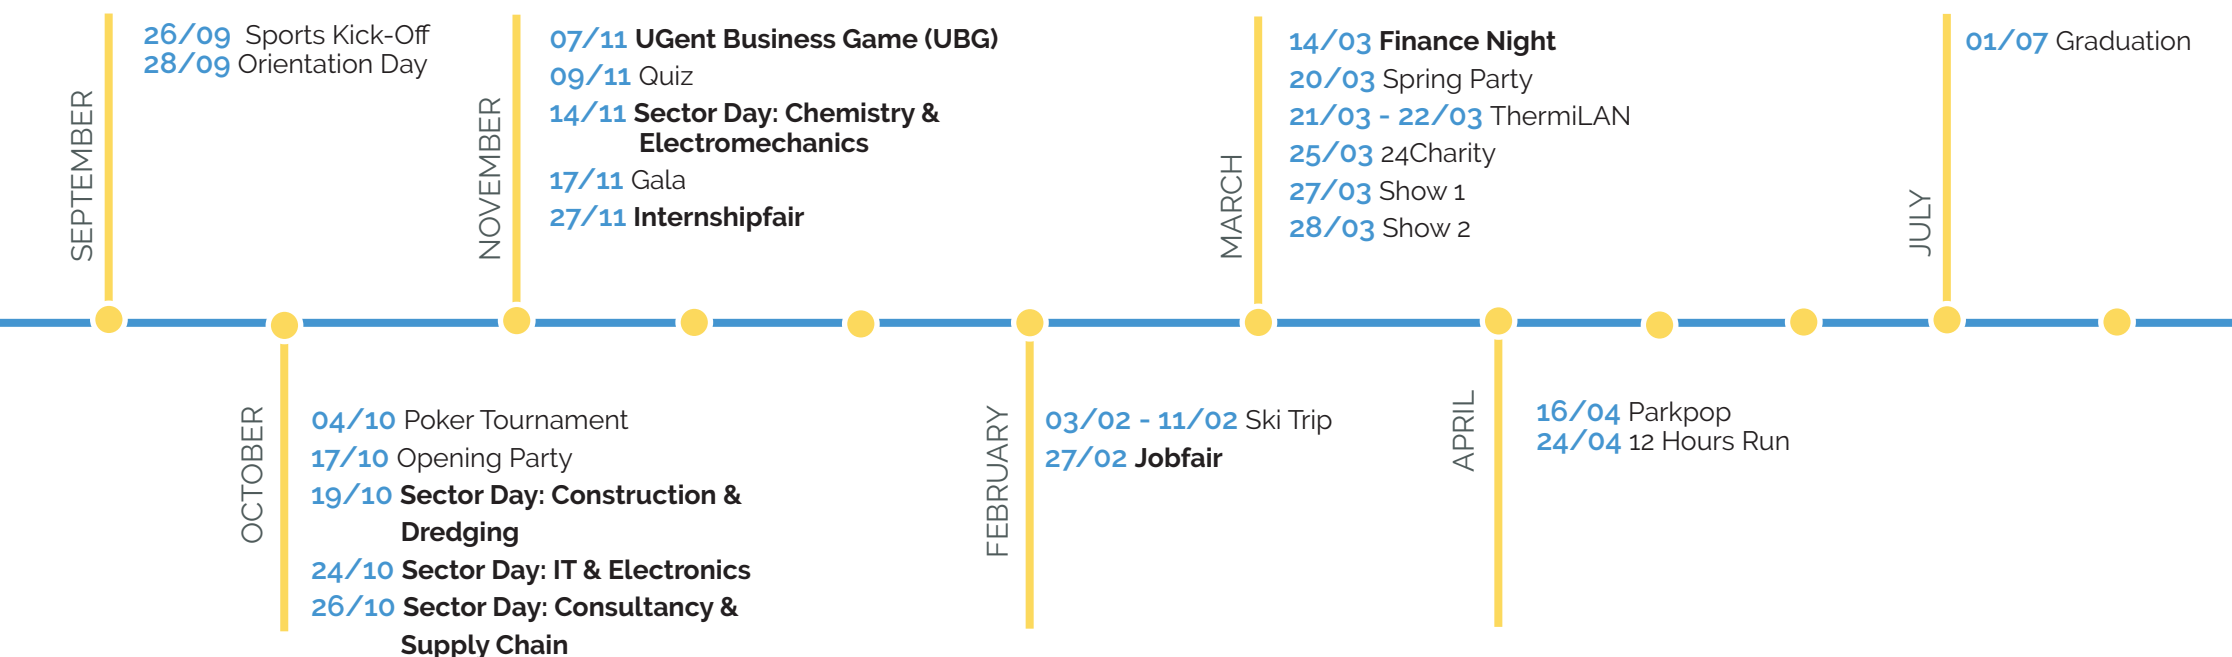 SEPTEMBER
26/09 Sports Kick-Off
28/09 Orientation Day
OCTOBER
04/10 Poker Tournament
17/10 Opening Party
19/10 Sector Day: Construction &
Dredging
24/10 Sector Day: IT & Electronics
26/10 Sector Day: Consultancy &
Supply Chain
NOVEMBER
07/11 UGent Business Game (UBG)
09/11 Quiz
14/11 Sector Day: Chemistry &
Electromechanics
17/11 Gala
27/11 Internshipfair
FEBRUARY
03/02 - 11/02 Ski Trip
27/02 Jobfair
MARCH
14/03 Finance Night
20/03 Spring Party
21/03 - 22/03 ThermiLAN
25/03 24Charity
27/03 Show 1
28/03 Show 2
APRIL
16/04 Parkpop
24/04 12 Hours Run
JULY
01/07 Graduation